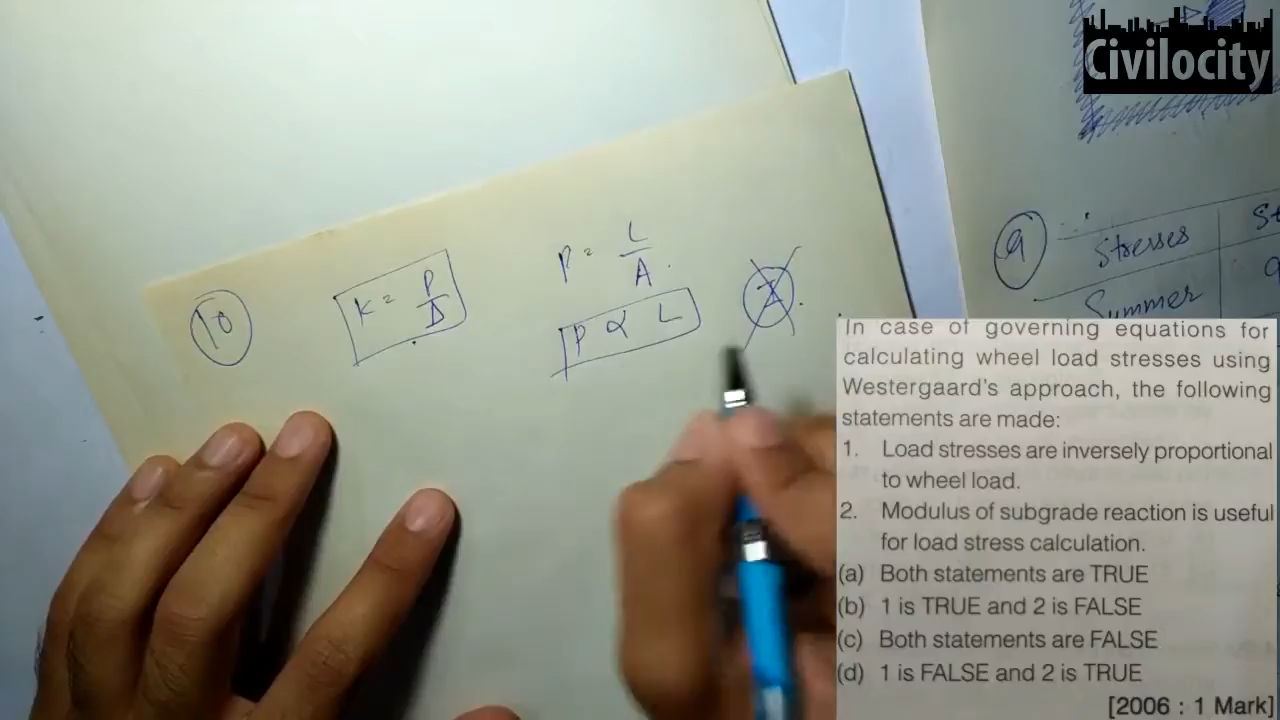 Civilocity
9
Stresses
St
Summer
10
K = P/Δ
P = L/A
P α L
1
In case of governing equations for
calculating wheel load stresses using
Westergaard's approach, the following
statements are made:
1. Load stresses are inversely proportional
to wheel load.
2. Modulus of subgrade reaction is useful
for load stress calculation.
(a) Both statements are TRUE
(b) 1 is TRUE and 2 is FALSE
(c) Both statements are FALSE
(d) 1 is FALSE and 2 is TRUE
[2006 : 1 Mark]